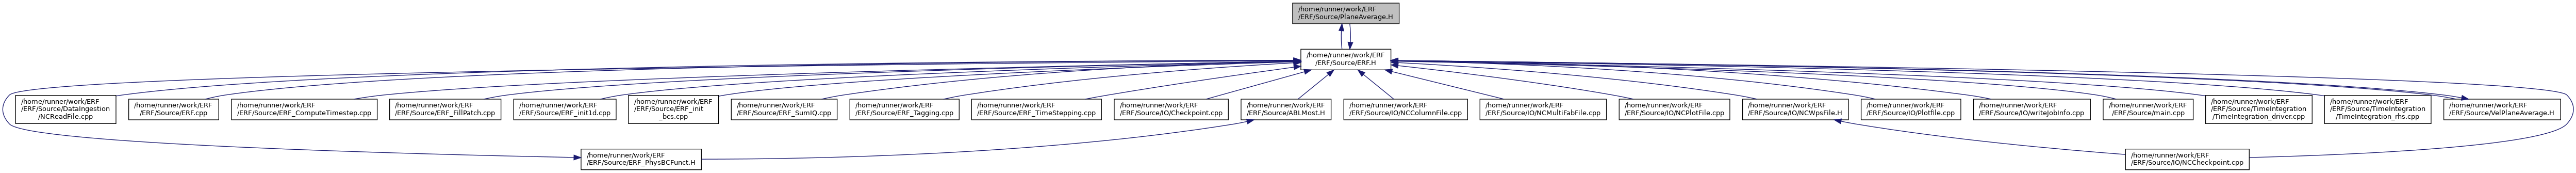 /home/runner/work/ERF
/ERF/Source/PlaneAverage.H
/home/runner/work/ERF
/ERF/Source/ERF.H
/home/runner/work/ERF
/ERF/Source/DataIngestion
/NCReadFile.cpp
/home/runner/work/ERF
/ERF/Source/ERF.cpp
/home/runner/work/ERF
/ERF/Source/ERF_ComputeTimestep.cpp
/home/runner/work/ERF
/ERF/Source/ERF_FillPatch.cpp
/home/runner/work/ERF
/ERF/Source/ERF_init1d.cpp
/home/runner/work/ERF
/ERF/Source/ERF_init
_bcs.cpp
/home/runner/work/ERF
/ERF/Source/ERF_SumIQ.cpp
/home/runner/work/ERF
/ERF/Source/ERF_Tagging.cpp
/home/runner/work/ERF
/ERF/Source/ERF_TimeStepping.cpp
/home/runner/work/ERF
/ERF/Source/IO/Checkpoint.cpp
/home/runner/work/ERF
/ERF/Source/ABLMost.H
/home/runner/work/ERF
/ERF/Source/IO/NCColumnFile.cpp
/home/runner/work/ERF
/ERF/Source/IO/NCMultiFabFile.cpp
/home/runner/work/ERF
/ERF/Source/IO/NCPlotFile.cpp
/home/runner/work/ERF
/ERF/Source/IO/NCWpsFile.H
/home/runner/work/ERF
/ERF/Source/IO/Plotfile.cpp
/home/runner/work/ERF
/ERF/Source/IO/writeJobInfo.cpp
/home/runner/work/ERF
/ERF/Source/main.cpp
/home/runner/work/ERF
/ERF/Source/TimeIntegration
/TimeIntegration_driver.cpp
/home/runner/work/ERF
/ERF/Source/TimeIntegration
/TimeIntegration_rhs.cpp
/home/runner/work/ERF
/ERF/Source/VelPlaneAverage.H
/home/runner/work/ERF
/ERF/Source/ERF_PhysBCFunct.H
/home/runner/work/ERF
/ERF/Source/IO/NCCheckpoint.cpp